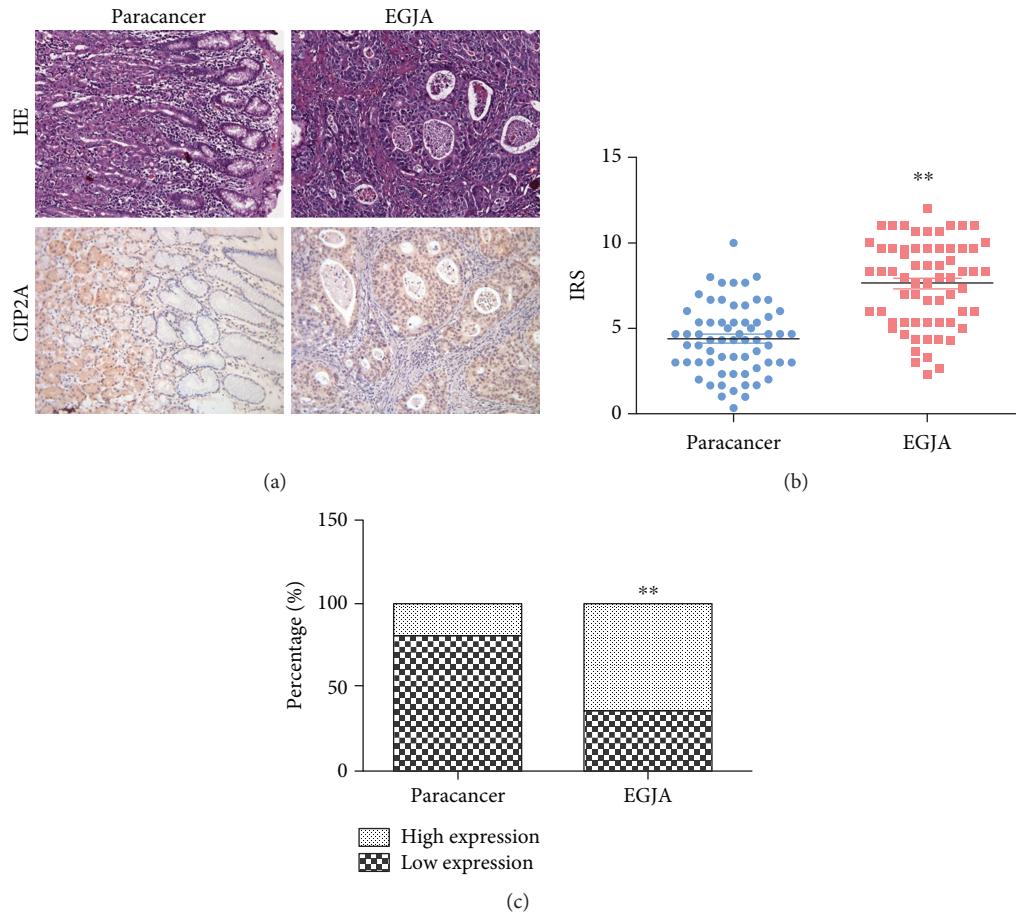 Paracancer
EGJA
HE
CIP2A
(a)
15
10
5
0
IRS
**
Paracancer
EGJA
(b)
150
100
50
0
Percentage (%)
**
Paracancer
EGJA
High expression
Low expression
(c)